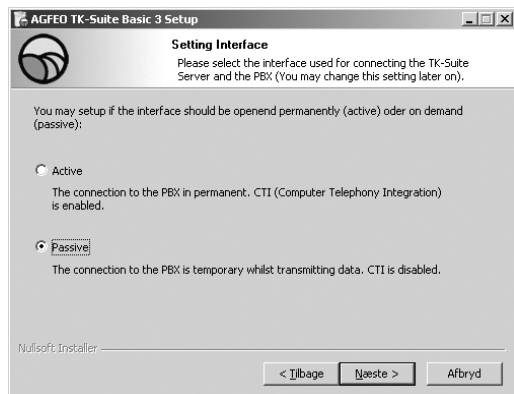 AGFEO TK-Suite Basic 3 Setup
Setting Interface
Please select the interface used for connecting the TK-Suite
Server and the PBX (You may change this setting later on).
You may setup if the interface should be openend permanently (active) oder on demand
(passive):
Active
The connection to the PBX in permanent. CTI (Computer Telephony Integration)
is enabled.
Passive
The connection to the PBX is temporary whilst transmitting data. CTI is disabled.
Nullsoft Installer
< Tilbage Næste > Afbryd